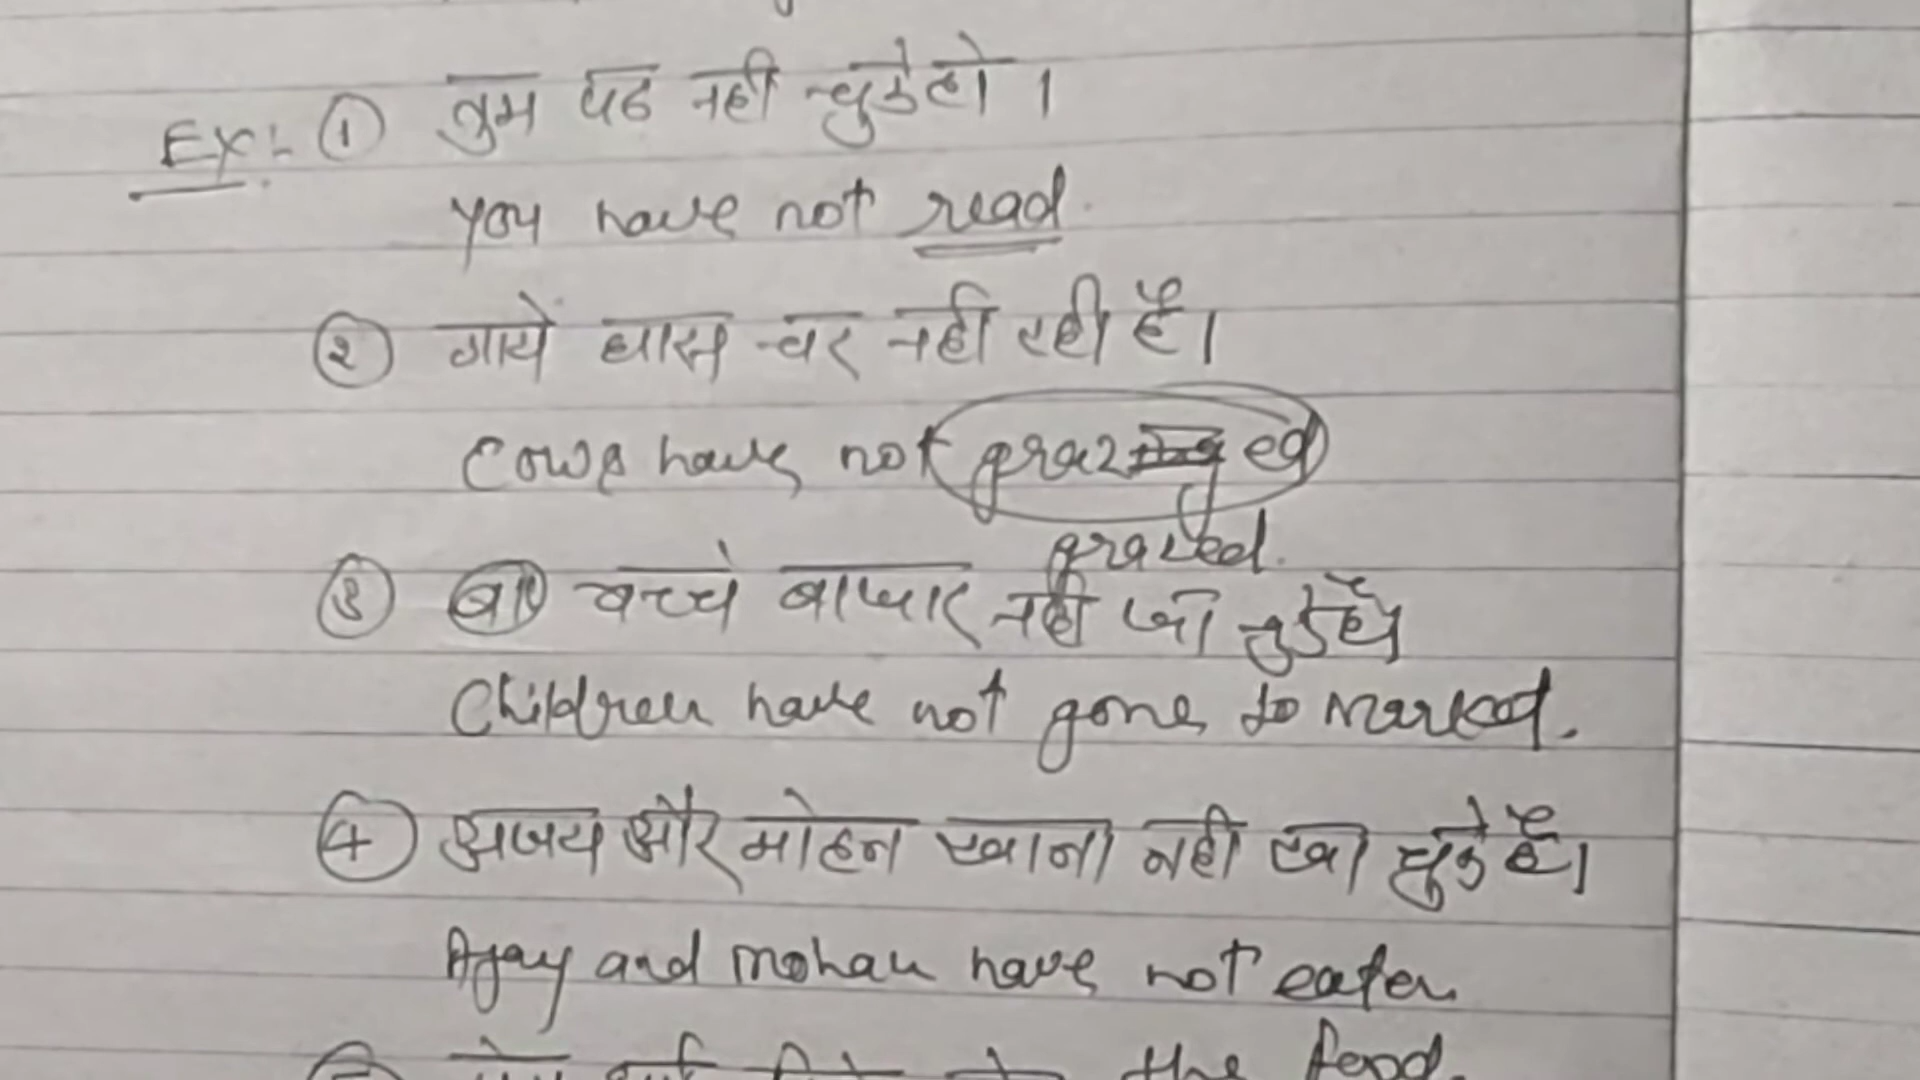 Ex:- ① तुम पढ नही चुके हो ।
you have not read.
② गाये घास चर नही रही है ।
Cows have not grazed
grazed.
③ बा बच्चे बाजार नही जा चुके है ।
Children have not gone to market.
④ अजय और मोहन खाना नही खा चुके है ।
Ajay and mohan have not eaten
the food.